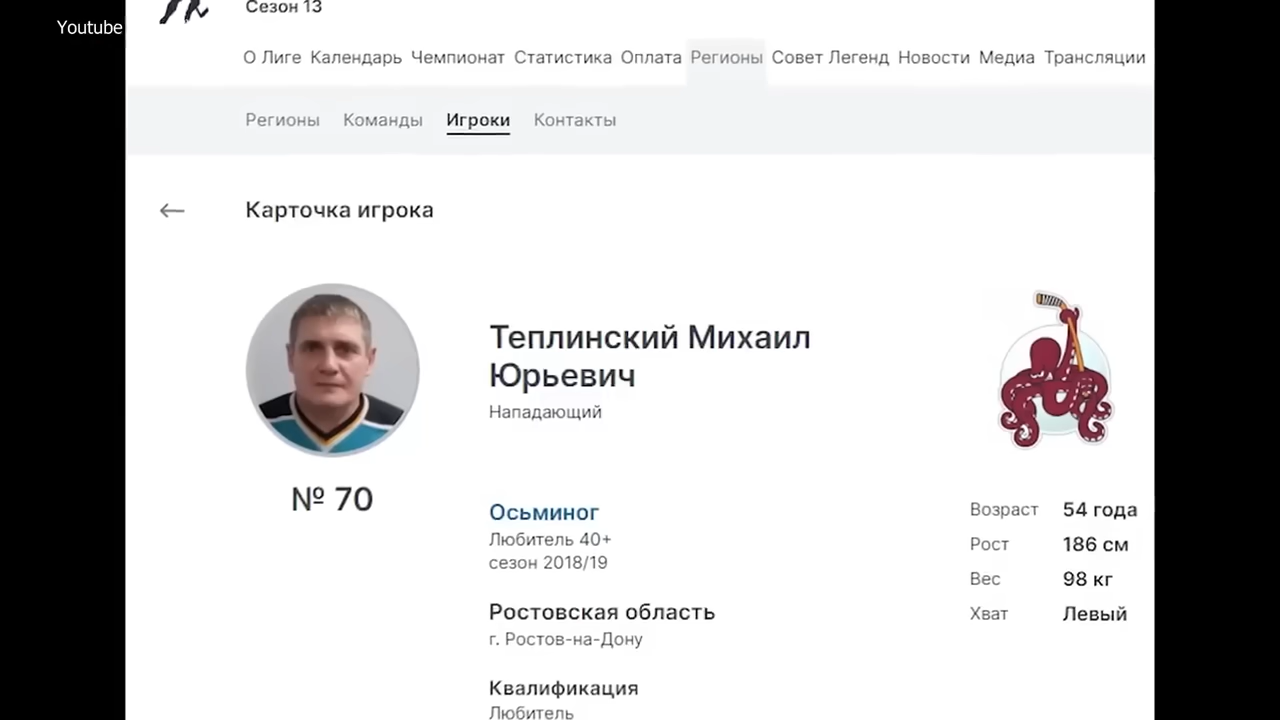 Youtube
Сезон 13
О Лиге Календарь Чемпионат Статистика Оплата Регионы Совет Легенд Новости Медиа Трансляции
Регионы Команды Игроки Контакты
Карточка игрока
Теплинский Михаил
Юрьевич
Нападающий
№ 70
Осьминог
Любитель 40+
сезон 2018/19
Ростовская область
г. Ростов-на-Дону
Квалификация
Любитель
Возраст 54 года
Рост 186 см
Вес 98 кг
Хват Левый